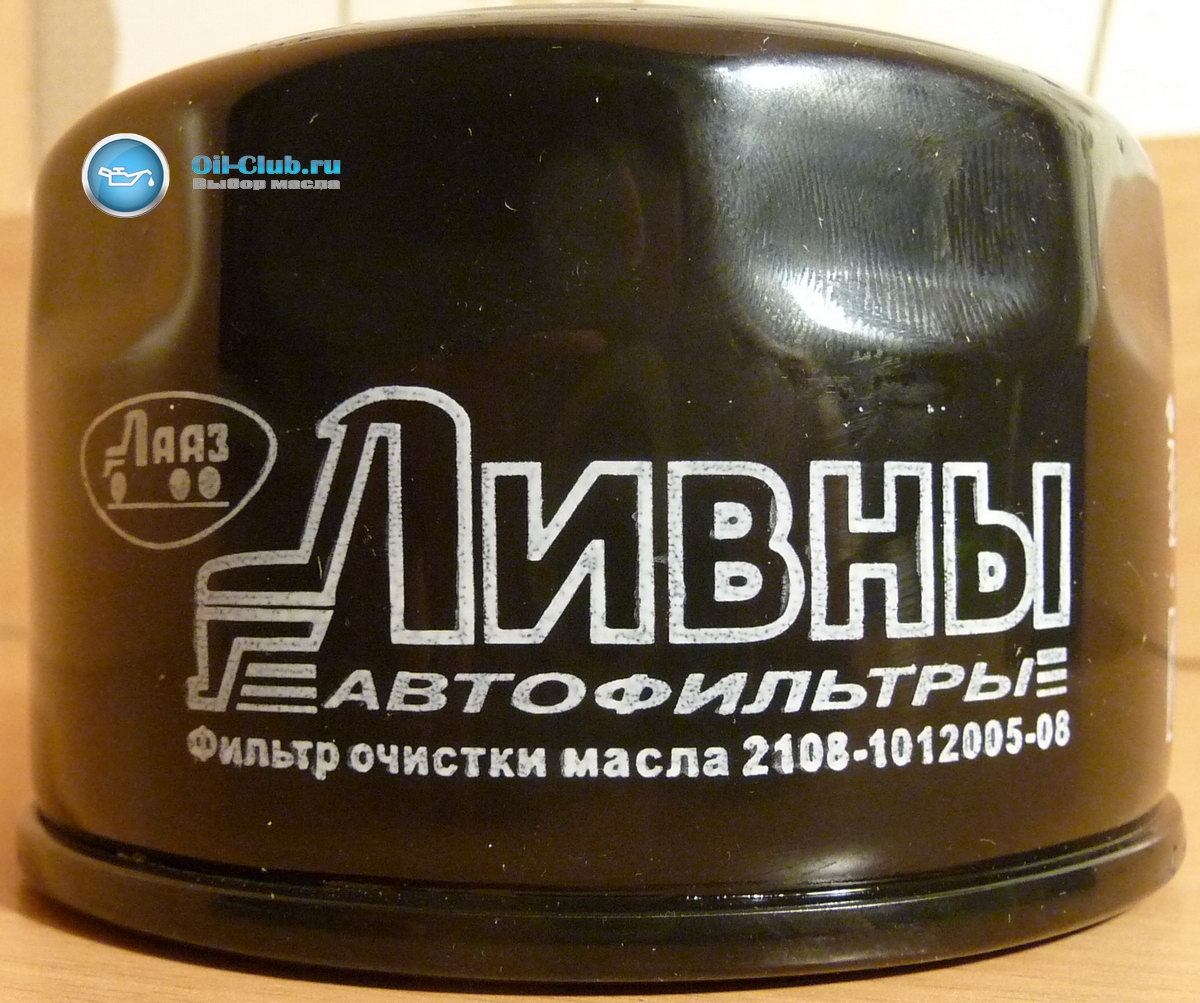 Oil-Club.ru
Выбор масла
ЛААЗ
Ливны
АВТОФИЛЬТРЫ
Фильтр очистки масла 2108-1012005-08